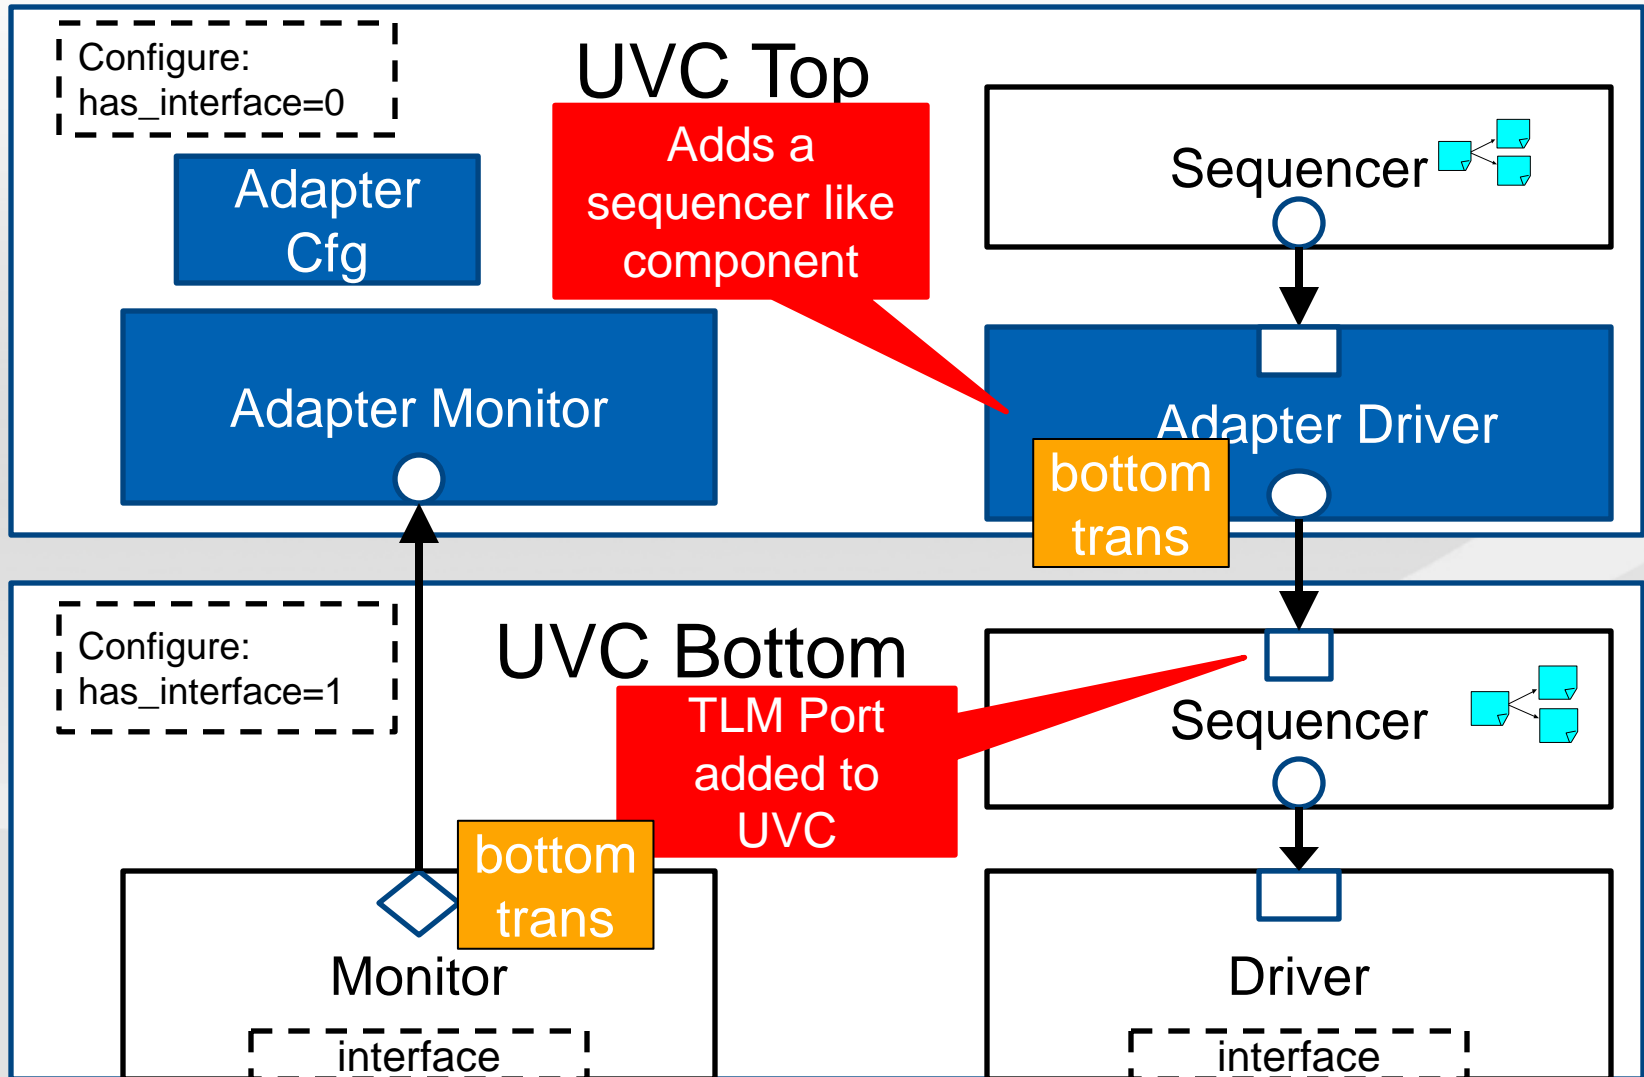 Configure:
has_interface=0
UVC Top
Adds a
sequencer like
component
Sequencer
Adapter
Cfg
Adapter Monitor
Adapter Driver
bottom
trans
Configure:
has_interface=1
UVC Bottom
TLM Port
added to
UVC
Sequencer
bottom
trans
Monitor
Driver
interface
interface